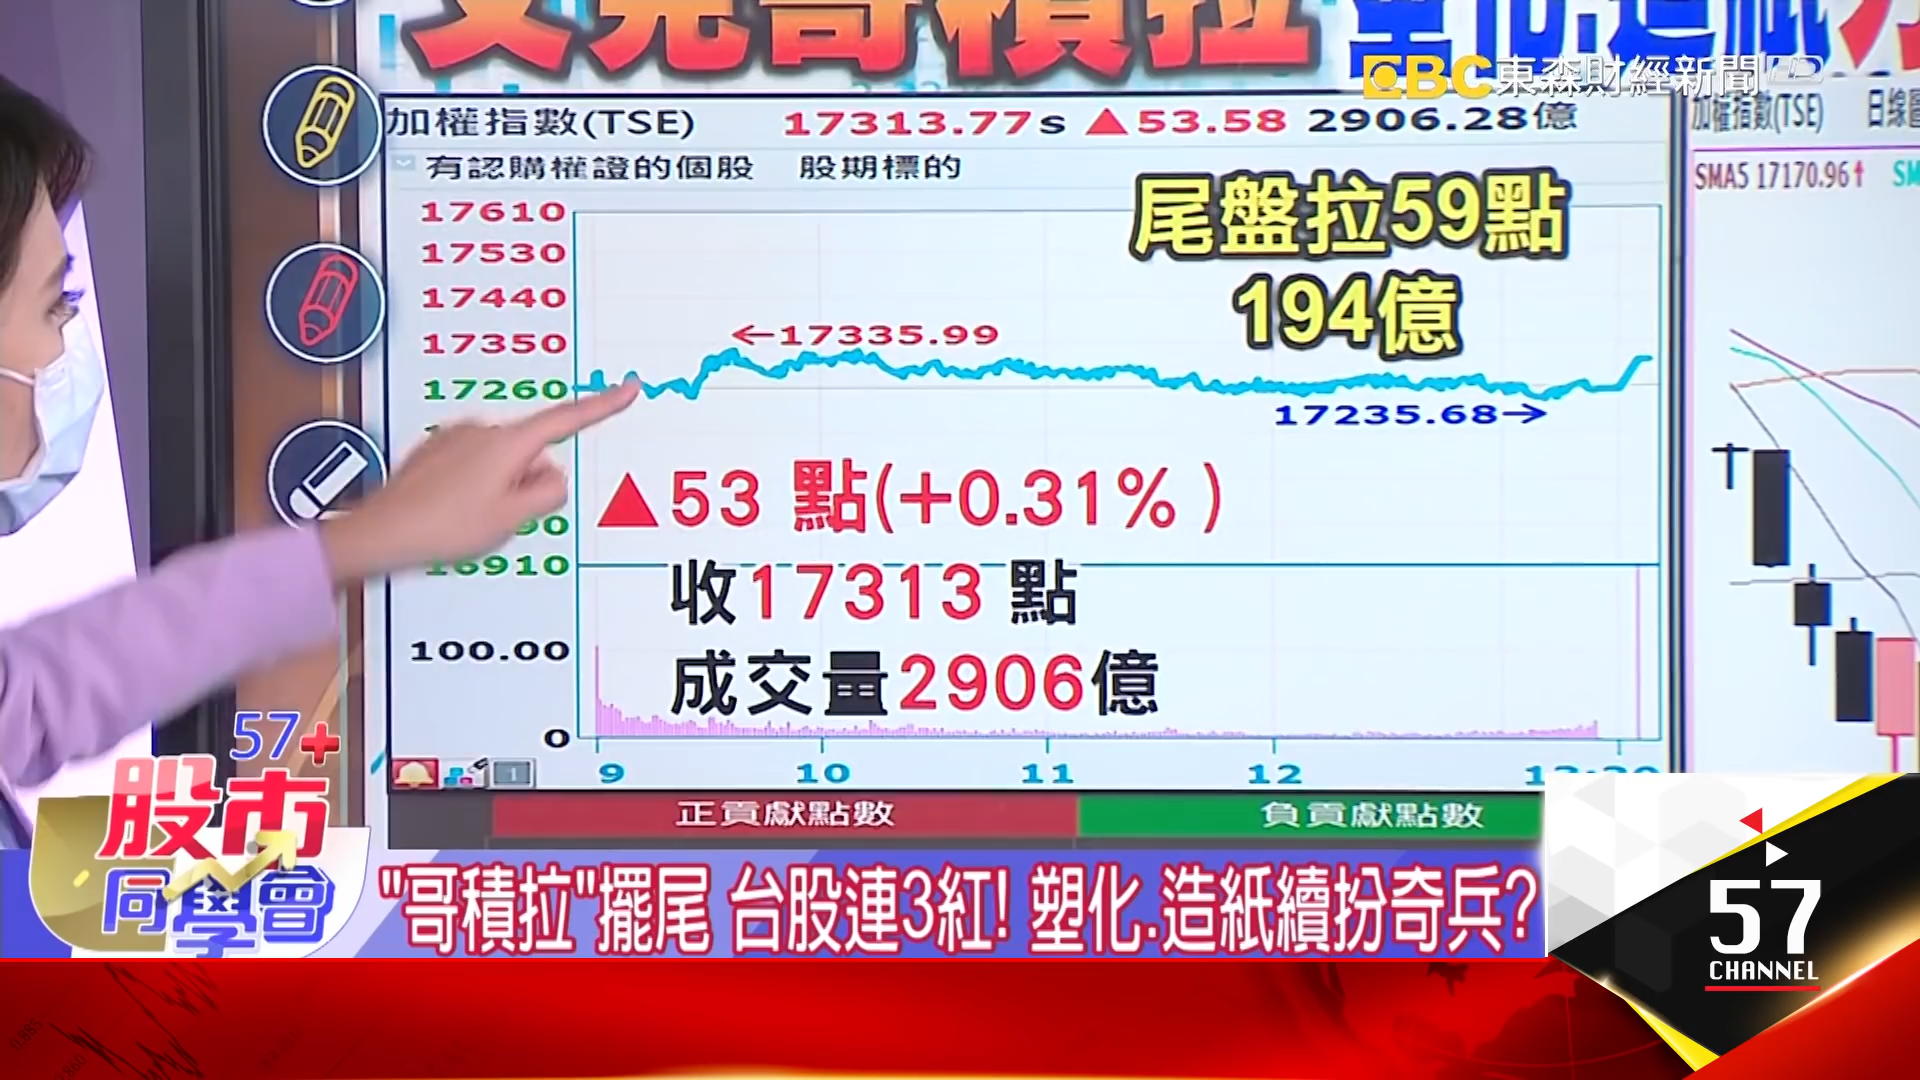 哥積拉
EBC東森財經新聞
加權指數(TSE) 17313.77s ▲53.58 2906.28億
有認購權證的個股 股期標的
尾盤拉59點
194億
17610
17530
17440
17350
17260
16910
←17335.99
17235.68→
▲53 點(+0.31%)
收17313 點
成交量2906億
100.00
0
9 10 11 12
正貢獻點數 負貢獻點數
加權指數(TSE)
SMA5 17170.96↑
57+
股市
同學會
"哥積拉"擺尾 台股連3紅! 塑化.造紙續扮奇兵?
57
CHANNEL